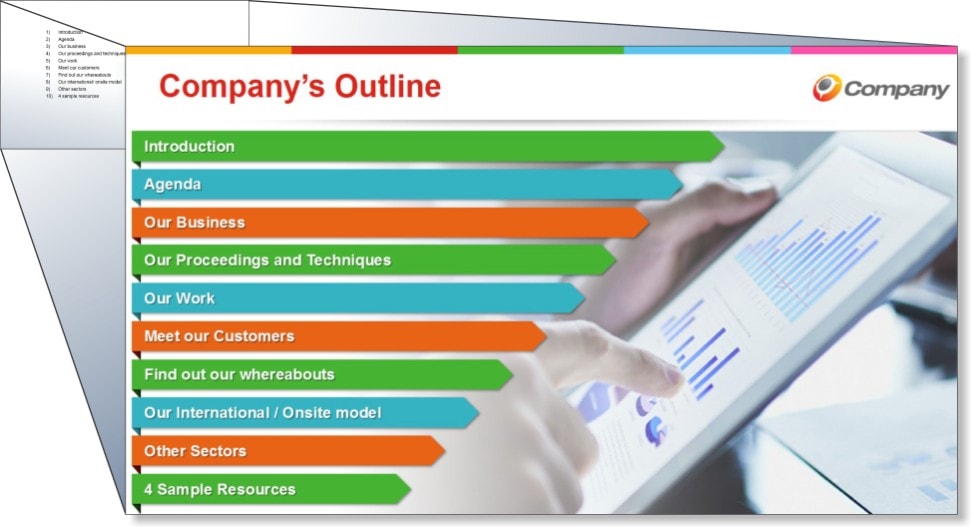 1) Introduction
2) Agenda
3) Our business
4) Our proceedings and techniques
5) Our work
6) Meet our customers
7) Find out our whereabouts
8) Our international/ onsite model
9) Other sectors
10) 4 sample resources
Company’s Outline
Company
Introduction
Agenda
Our Business
Our Proceedings and Techniques
Our Work
Meet our Customers
Find out our whereabouts
Our International / Onsite model
Other Sectors
4 Sample Resources